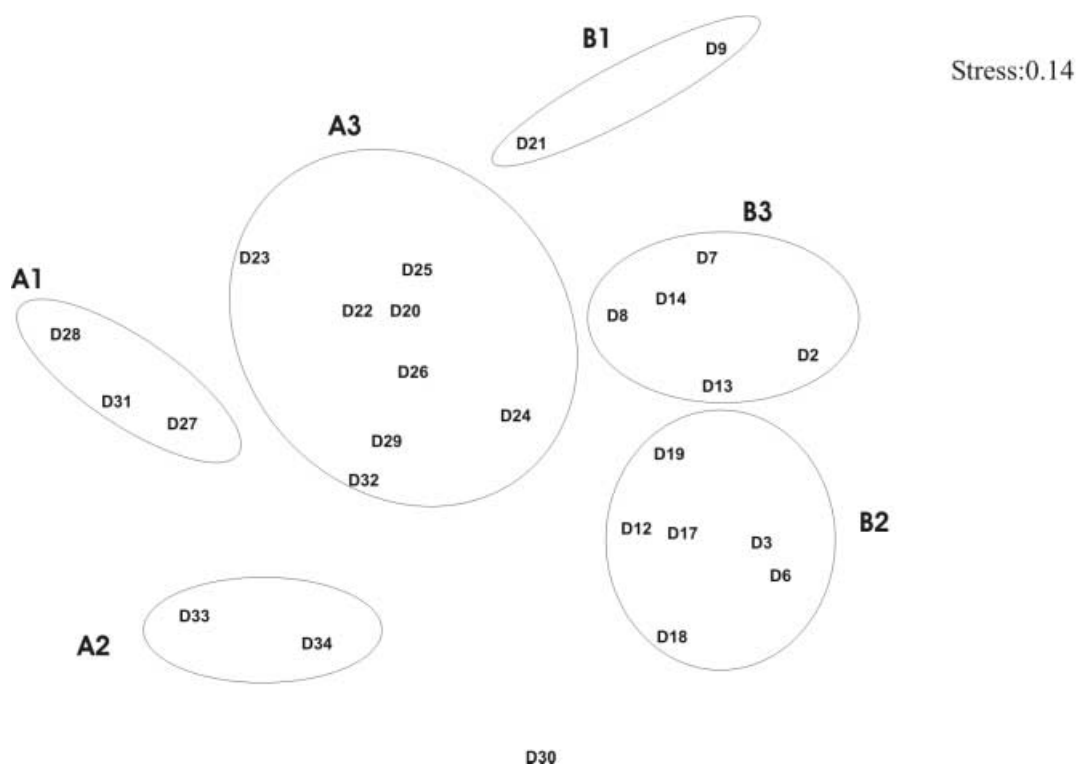 B1
D9
Stress:0.14
A3
D21
B3
D23
D25
D7
A1
D22 D20
D14
D8
D28
D26
D2
D31
D27
D24
D13
D29
D32
D19
D12 D17
D3
B2
D6
D33
D34
A2
D18
D30